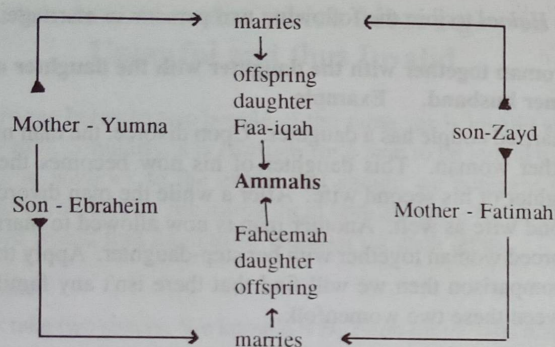 marries
offspring
daughter
Mother - Yumna
Faa-iqah
son-Zayd
Ammahs
Son - Ebraheim
Mother - Fatimah
Faheemah
daughter
offspring
marries